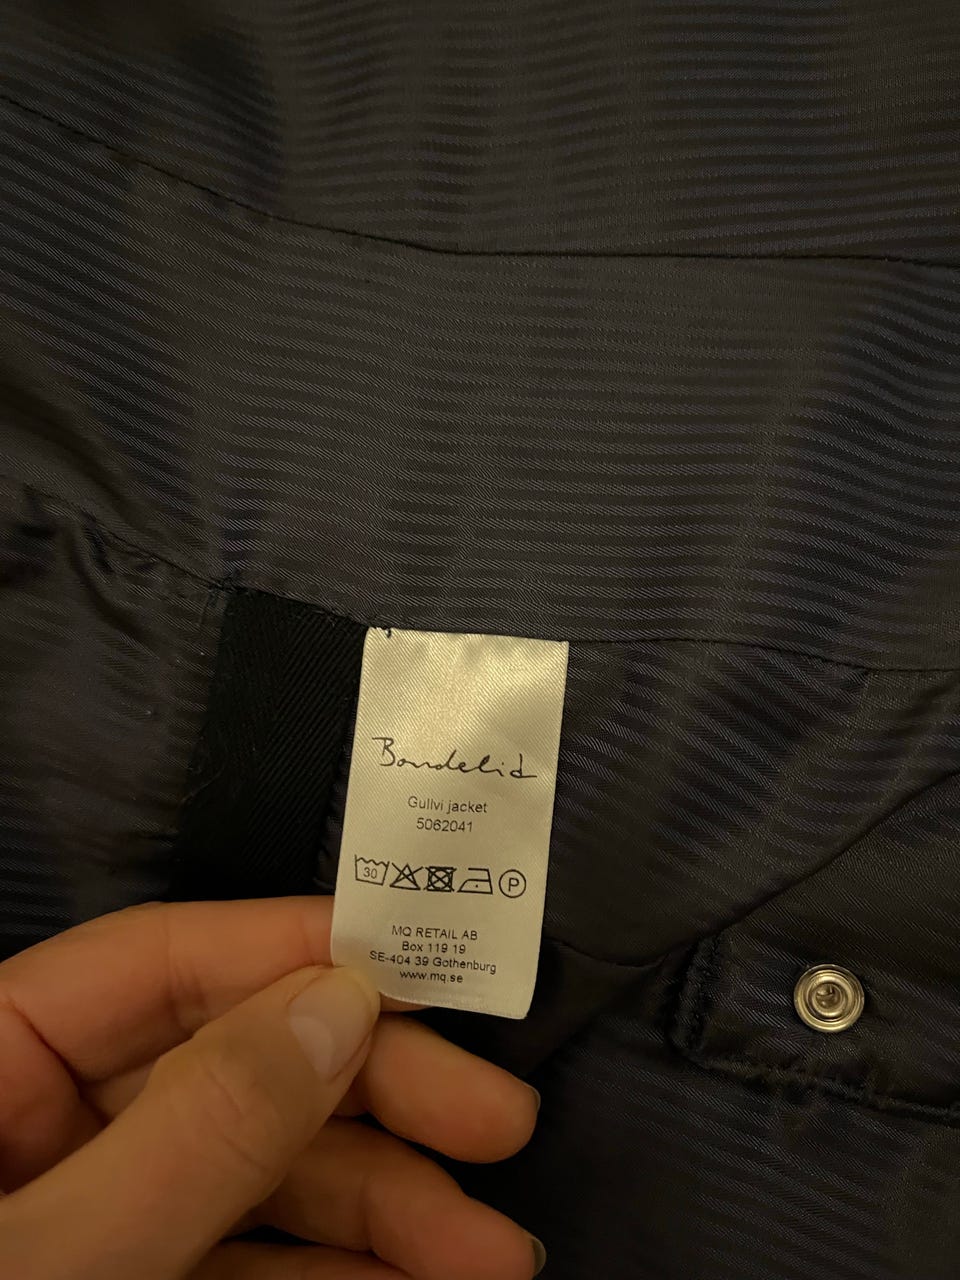 Bondelid
Gullvi jacket
5062041
30
P
MQ RETAIL AB
Box 119 19
SE-404 39 Gothenburg
www.mq.se